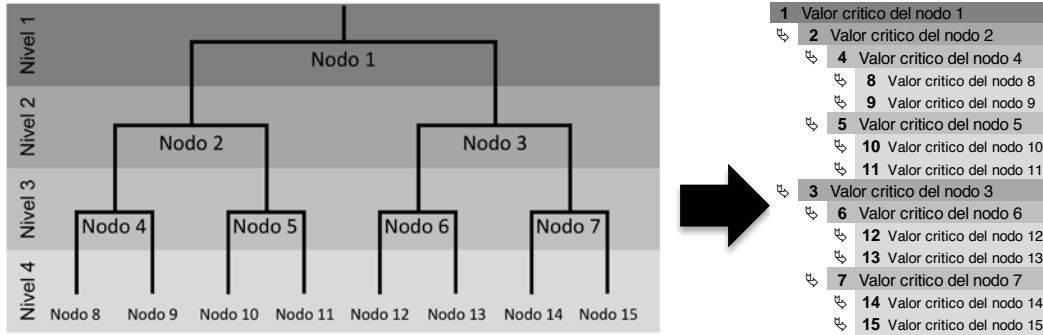 Nivel 1
Nodo 1
Nivel 2
Nodo 2 Nodo 3
Nivel 3
Nodo 4 Nodo 5 Nodo 6 Nodo 7
Nivel 4
Nodo 8 Nodo 9 Nodo 10 Nodo 11 Nodo 12 Nodo 13 Nodo 14 Nodo 15
1 Valor critico del nodo 1
2 Valor critico del nodo 2
4 Valor critico del nodo 4
8 Valor critico del nodo 8
9 Valor critico del nodo 9
5 Valor critico del nodo 5
10 Valor critico del nodo 10
11 Valor critico del nodo 11
3 Valor critico del nodo 3
6 Valor critico del nodo 6
12 Valor critico del nodo 12
13 Valor critico del nodo 13
7 Valor critico del nodo 7
14 Valor critico del nodo 14
15 Valor critico del nodo 15